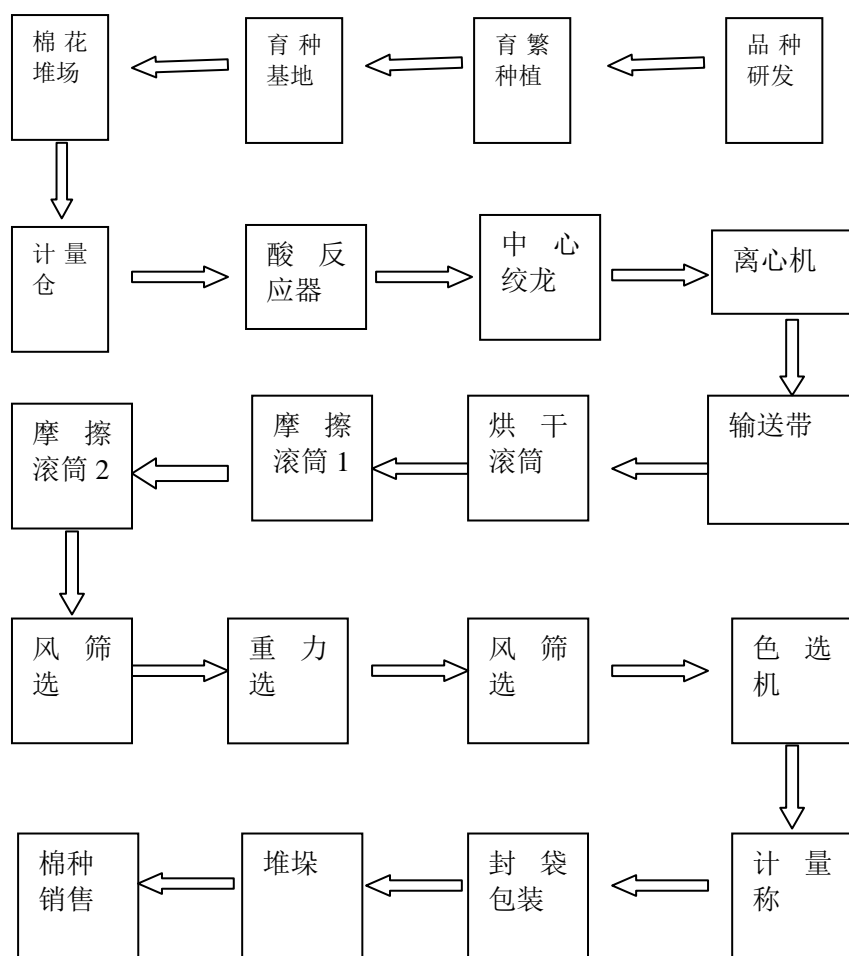 棉花
堆场
育种
基地
育繁
种植
品种
研发
计量
仓
酸反
应器
中心
绞龙
离心机
摩擦
滚筒2
摩擦
滚筒1
烘干
滚筒
输送带
风筛
选
重力
选
风筛
选
色选
机
棉种
销售
堆垛
封袋
包装
计量
称